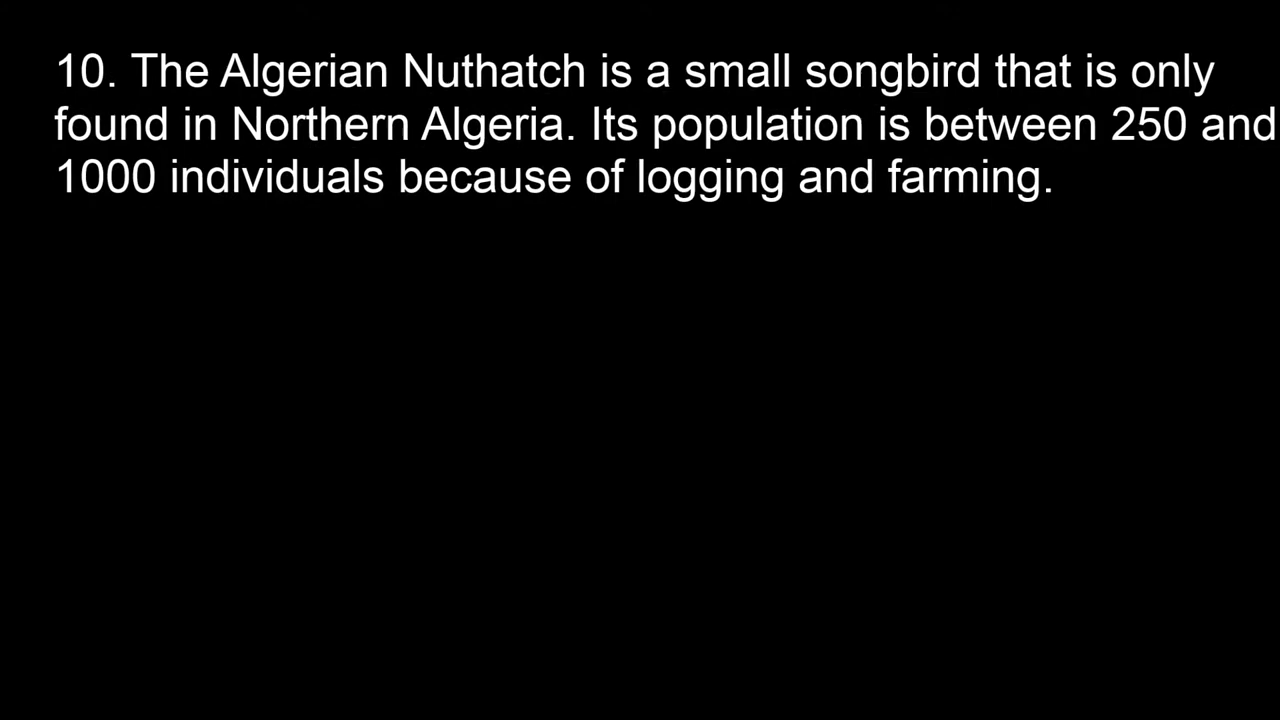 10. The Algerian Nuthatch is a small songbird that is only
found in Northern Algeria. Its population is between 250 and
1000 individuals because of logging and farming.